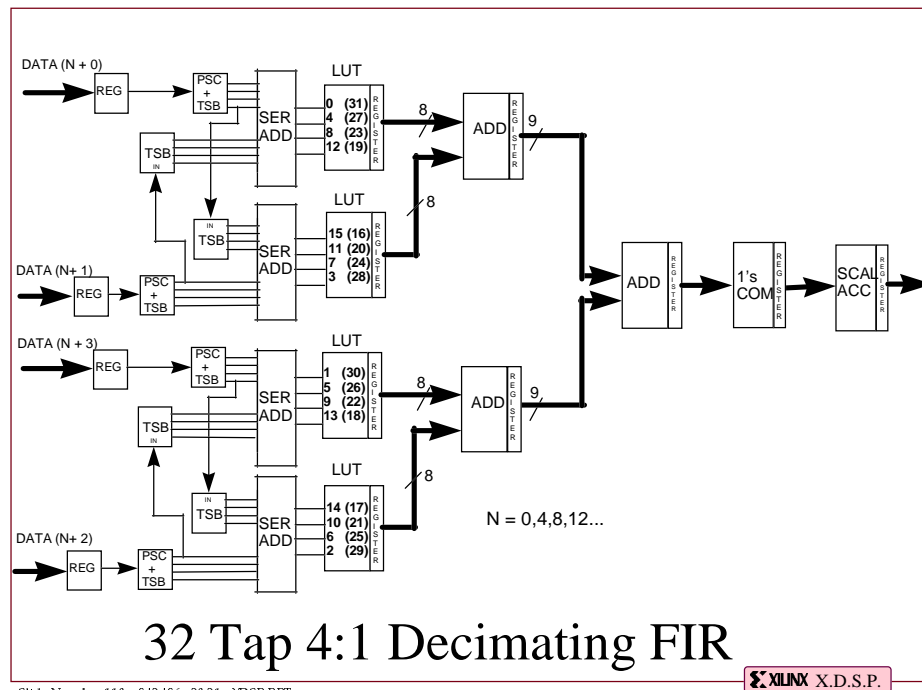 DATA (N + 0)
REG
PSC
+
TSB
TSB
IN
IN
TSB
SER
ADD
LUT
0 (31)
4 (27)
8 (23)
12 (19)
REGISTER
8
ADD
REGISTER
9
DATA (N+ 1)
REG
PSC
+
TSB
SER
ADD
15 (16)
11 (20)
7 (24)
3 (28)
REGISTER
8
ADD
REGISTER
1's
COM
REGISTER
SCAL
ACC
REGISTER
DATA (N + 3)
REG
PSC
+
TSB
TSB
IN
IN
TSB
SER
ADD
LUT
1 (30)
5 (26)
9 (22)
13 (18)
REGISTER
8
ADD
REGISTER
9
DATA (N+ 2)
REG
PSC
+
TSB
SER
ADD
LUT
14 (17)
10 (21)
6 (25)
2 (29)
REGISTER
8
N = 0,4,8,12...
32 Tap 4:1 Decimating FIR
XILINX X.D.S.P.